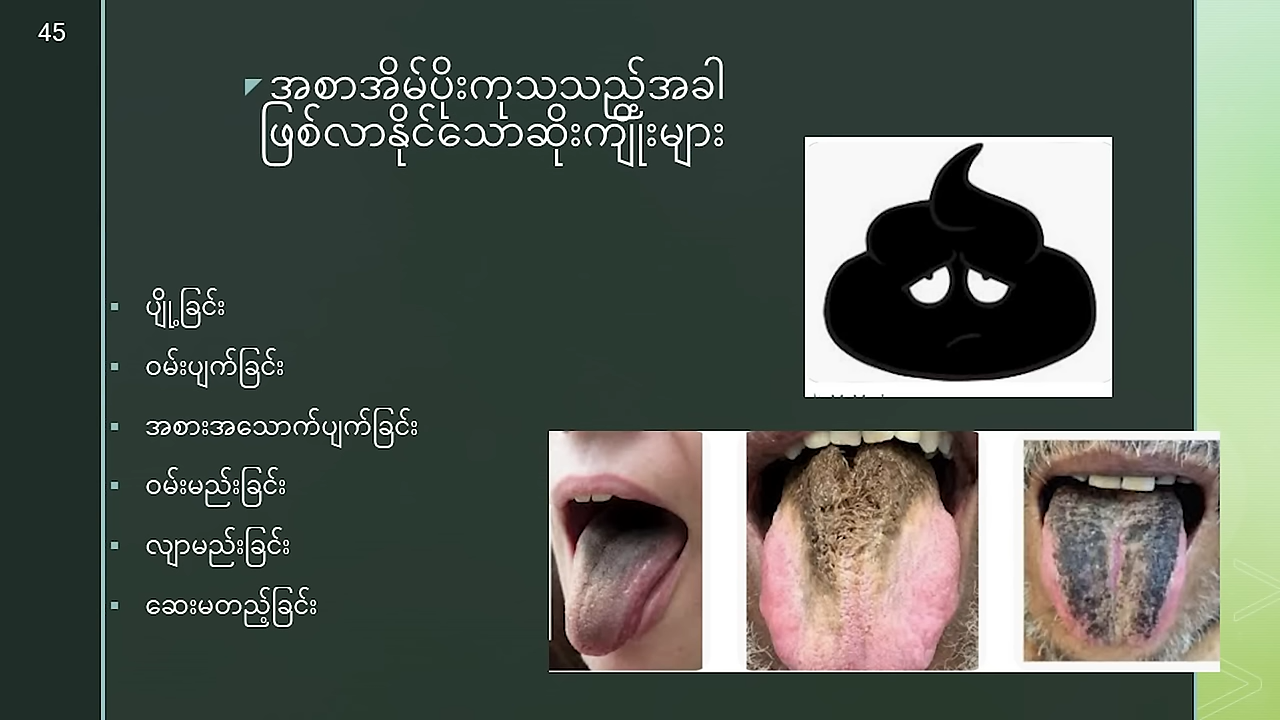 45
အစာအိမ်ပိုးကုသသည့်အခါ
ဖြစ်လာနိုင်သောဆိုးကျိုးများ
ပျို့ခြင်း
ဝမ်းပျက်ခြင်း
အစားအသောက်ပျက်ခြင်း
ဝမ်းမည်းခြင်း
လျာမည်းခြင်း
ဆေးမတည့်ခြင်း